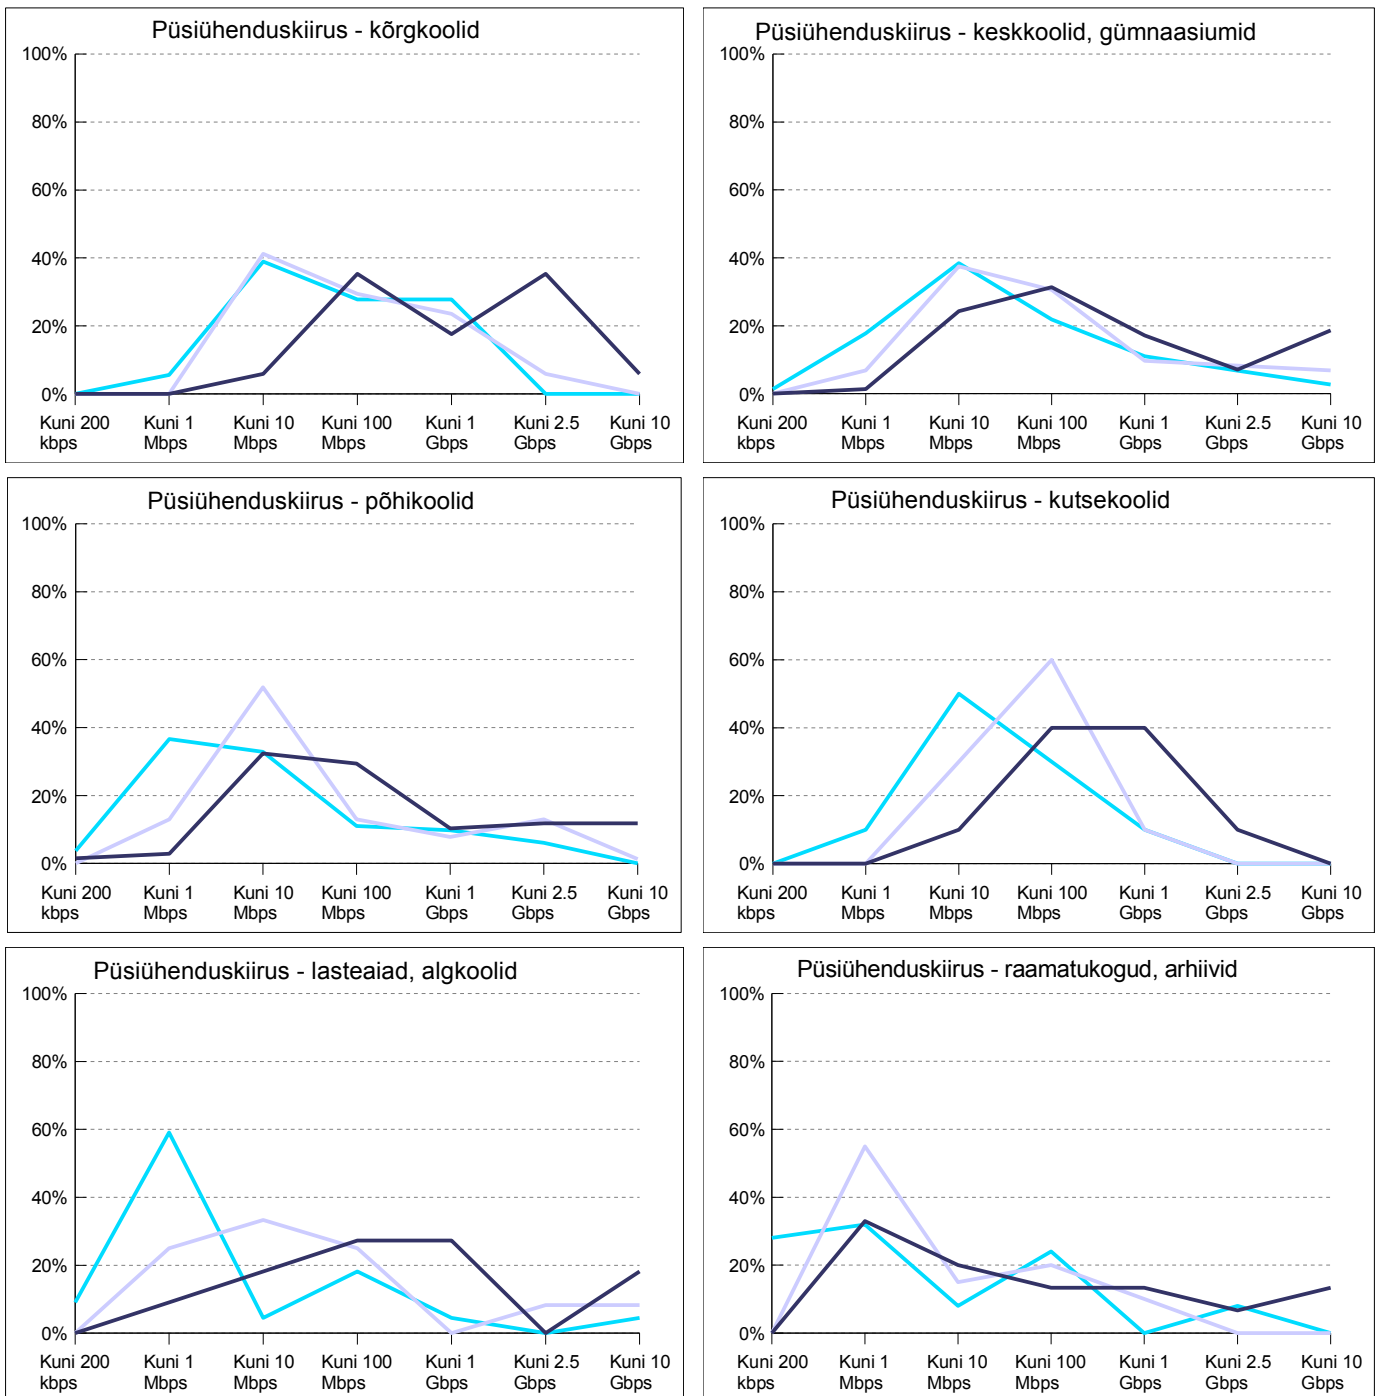 Püsiühenduskiirus - kõrgkoolid
100%
80%
60%
40%
20%
0%
Kuni 200 kbps
Kuni 1 Mbps
Kuni 10 Mbps
Kuni 100 Mbps
Kuni 1 Gbps
Kuni 2.5 Gbps
Kuni 10 Gbps
Püsiühenduskiirus - keskkoolid, gümnaasiumid
100%
80%
60%
40%
20%
0%
Kuni 200 kbps
Kuni 1 Mbps
Kuni 10 Mbps
Kuni 100 Mbps
Kuni 1 Gbps
Kuni 2.5 Gbps
Kuni 10 Gbps
Püsiühenduskiirus - põhikoolid
100%
80%
60%
40%
20%
0%
Kuni 200 kbps
Kuni 1 Mbps
Kuni 10 Mbps
Kuni 100 Mbps
Kuni 1 Gbps
Kuni 2.5 Gbps
Kuni 10 Gbps
Püsiühenduskiirus - kutsekoolid
100%
80%
60%
40%
20%
0%
Kuni 200 kbps
Kuni 1 Mbps
Kuni 10 Mbps
Kuni 100 Mbps
Kuni 1 Gbps
Kuni 2.5 Gbps
Kuni 10 Gbps
Püsiühenduskiirus - lasteaiad, algkoolid
100%
80%
60%
40%
20%
0%
Kuni 200 kbps
Kuni 1 Mbps
Kuni 10 Mbps
Kuni 100 Mbps
Kuni 1 Gbps
Kuni 2.5 Gbps
Kuni 10 Gbps
Püsiühenduskiirus - raamatukogud, arhiivid
100%
80%
60%
40%
20%
0%
Kuni 200 kbps
Kuni 1 Mbps
Kuni 10 Mbps
Kuni 100 Mbps
Kuni 1 Gbps
Kuni 2.5 Gbps
Kuni 10 Gbps